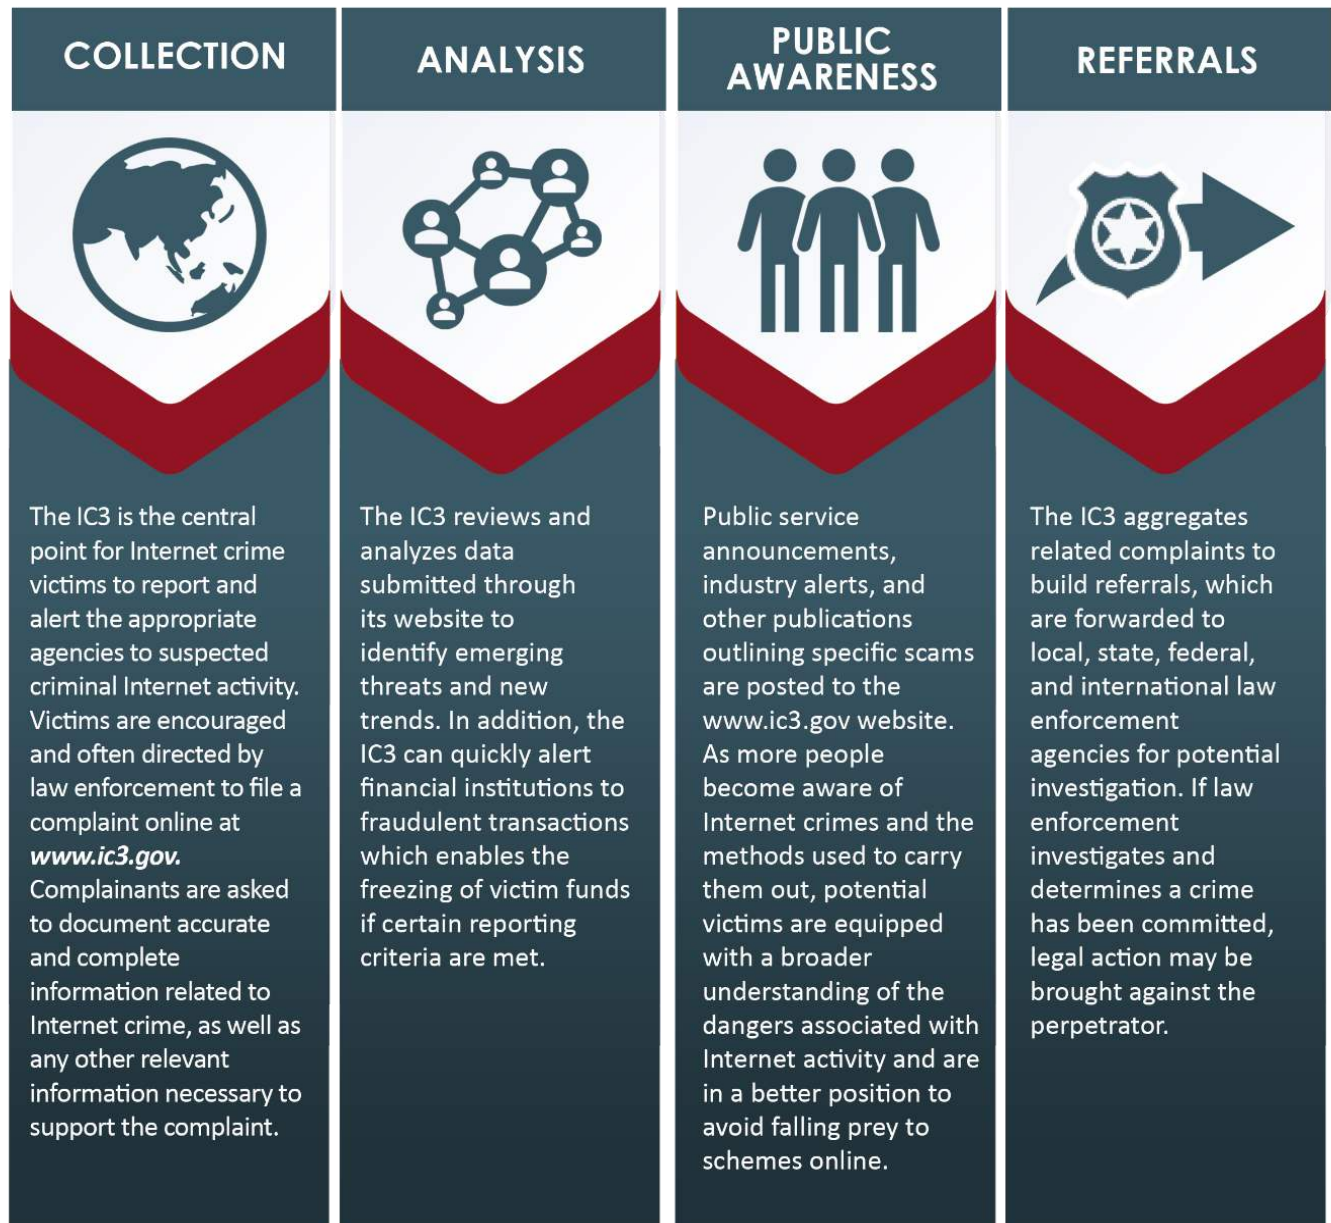 COLLECTION
The IC3 is the central
point for Internet crime
victims to report and
alert the appropriate
agencies to suspected
criminal Internet activity.
Victims are encouraged
and often directed by
law enforcement to file a
complaint online at
www.ic3.gov.
Complainants are asked
to document accurate
and complete
information related to
Internet crime, as well as
any other relevant
information necessary to
support the complaint.
ANALYSIS
The IC3 reviews and
analyzes data
submitted through
its website to
identify emerging
threats and new
trends. In addition, the
IC3 can quickly alert
financial institutions to
fraudulent transactions
which enables the
freezing of victim funds
if certain reporting
criteria are met.
PUBLIC
AWARENESS
Public service
announcements,
industry alerts, and
other publications
outlining specific scams
are posted to the
www.ic3.gov website.
As more people
become aware of
Internet crimes and the
methods used to carry
them out, potential
victims are equipped
with a broader
understanding of the
dangers associated with
Internet activity and are
in a better position to
avoid falling prey to
schemes online.
REFERRALS
The IC3 aggregates
related complaints to
build referrals, which
are forwarded to
local, state, federal,
and international law
enforcement
agencies for potential
investigation. If law
enforcement
investigates and
determines a crime
has been committed,
legal action may be
brought against the
perpetrator.